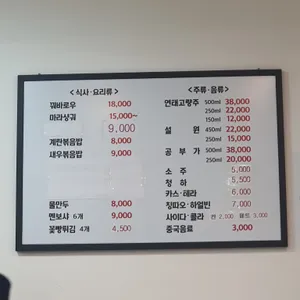 < 식사·요리류 >
꿔바로우 18,000
마라샹궈 15,000~
9,000
계란볶음밥 8,000
새우볶음밥 9,000
물만두 8,000
멘보샤 6개 9,000
꽃빵튀김 4개 4,500
< 주류·음류 >
연태고량주 500ml 38,000
250ml 22,000
150ml 12,000
설 원 450ml 22,000
250ml 15,000
공 부 가 500ml 38,000
250ml 20,000
소 주 5,000
청 하 5,500
카스·테라 6,000
칭따오·하얼빈 7,000
사이다·콜라 캔 2,500 페트 3,000
중국음료 3,000